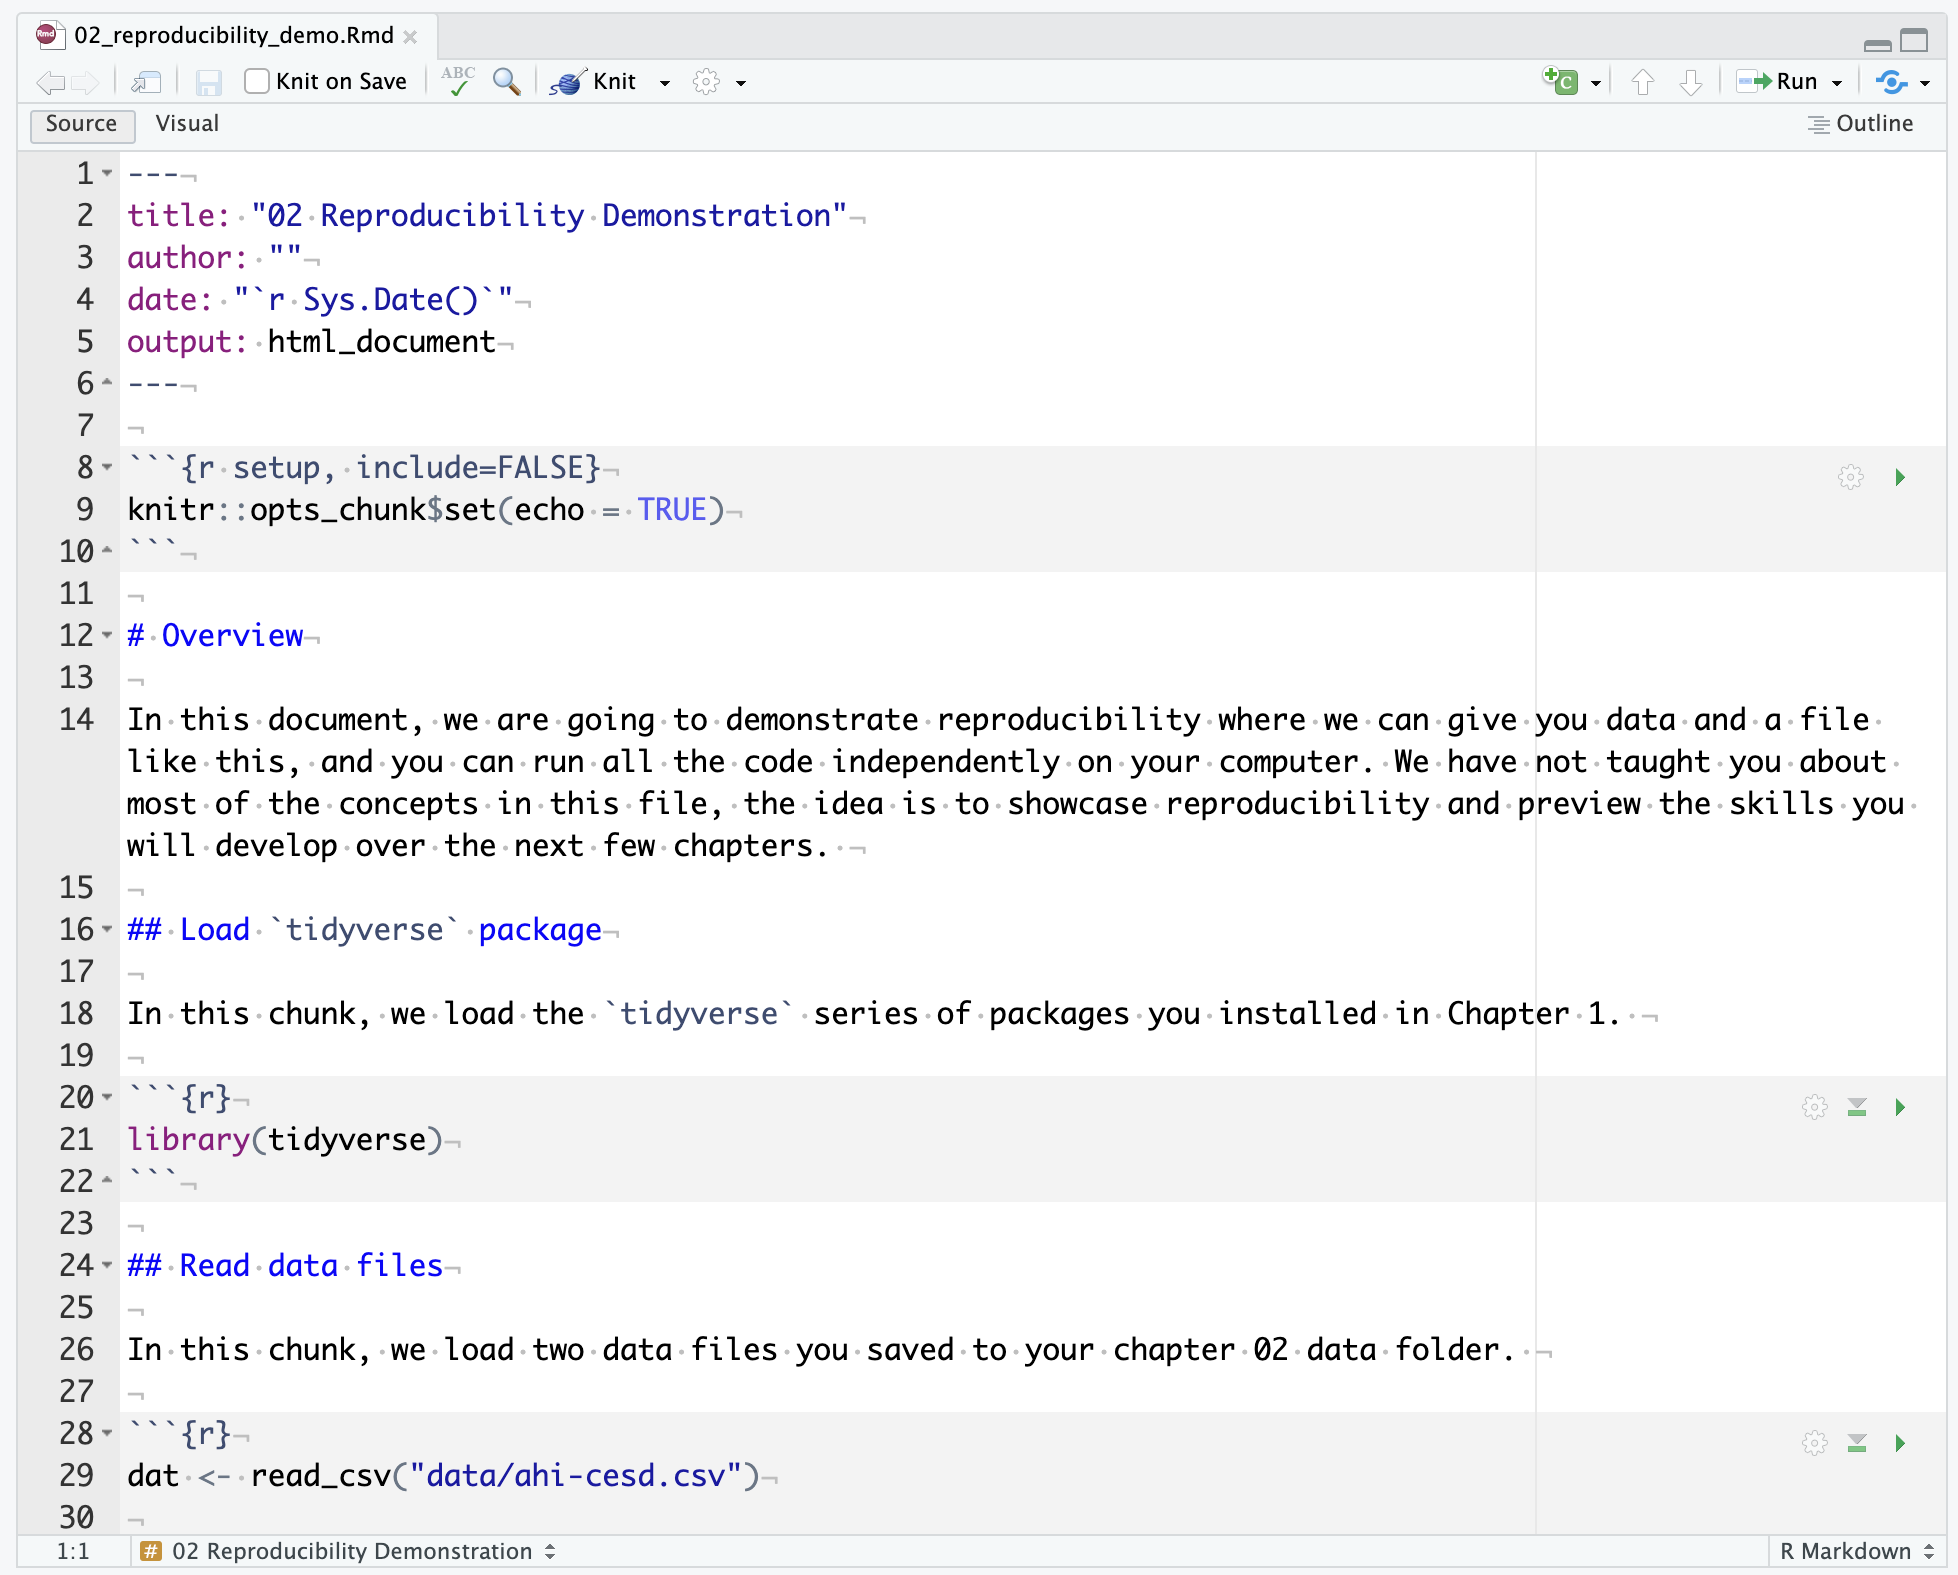 02_reproducibility_demo.Rmd
Knit on Save ABC Knit Run
Source Visual Outline
1 ---
2 title: "02 Reproducibility Demonstration"
3 author: ""
4 date: "`r Sys.Date()`"
5 output: html_document
6 ---
7
8 ```{r setup, include=FALSE}
9 knitr::opts_chunk$set(echo = TRUE)
10 ```
11
12 # Overview
13
14 In this document, we are going to demonstrate reproducibility where we can give you data and a file
like this, and you can run all the code independently on your computer. We have not taught you about
most of the concepts in this file, the idea is to showcase reproducibility and preview the skills you
will develop over the next few chapters.
15
16 ## Load `tidyverse` package
17
18 In this chunk, we load the `tidyverse` series of packages you installed in Chapter 1.
19
20 ```{r}
21 library(tidyverse)
22 ```
23
24 ## Read data files
25
26 In this chunk, we load two data files you saved to your chapter 02 data folder.
27
28 ```{r}
29 dat <- read_csv("data/ahi-cesd.csv")
30
1:1 # 02 Reproducibility Demonstration R Markdown